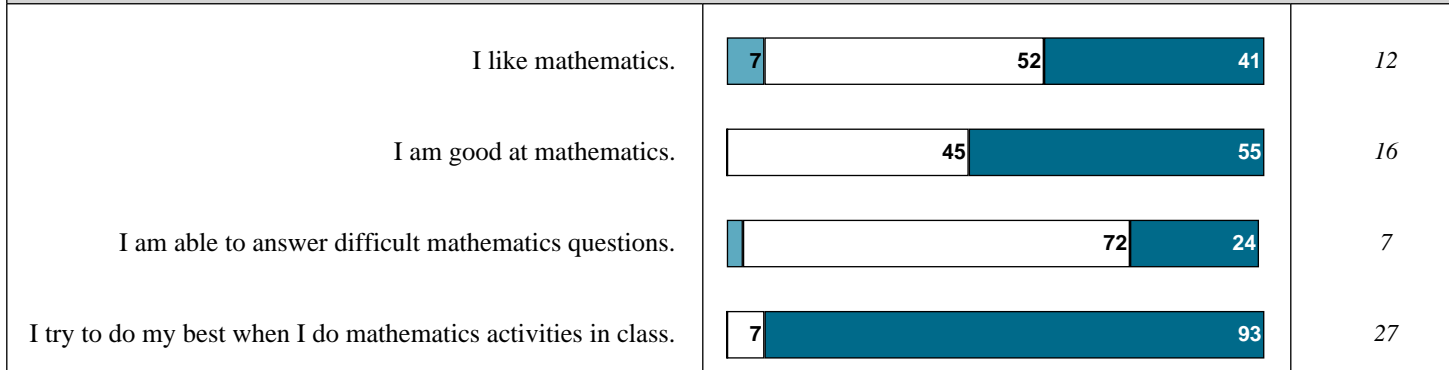 I like mathematics. 7 52 41 12
I am good at mathematics. 45 55 16
I am able to answer difficult mathematics questions. 72 24 7
I try to do my best when I do mathematics activities in class. 7 93 27